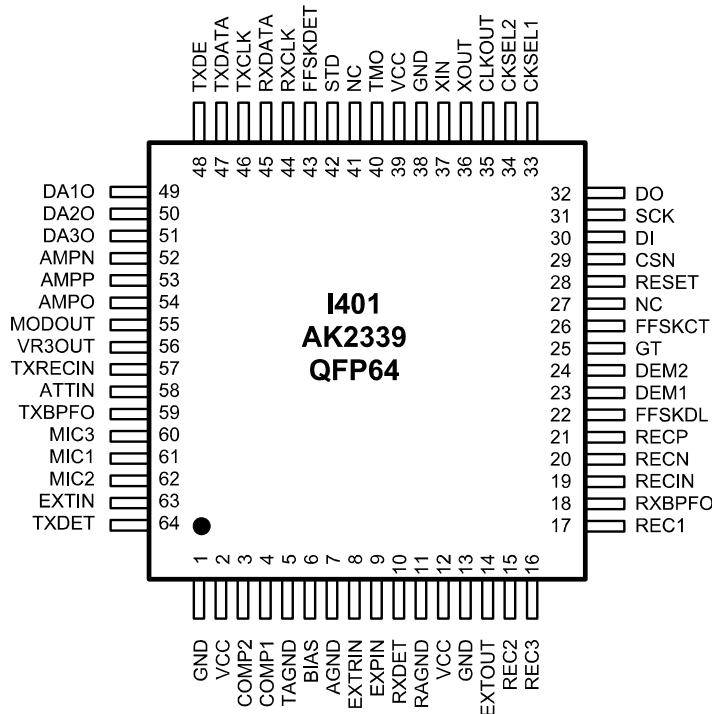 TXDE
TXDATA
TXCLK
RXDATA
RXCLK
FFSKDET
STD
NC
TMO
VCC
GND
XIN
XOUT
CLKOUT
CKSEL2
CKSEL1
48 47 46 45 44 43 42 41 40 39 38 37 36 35 34 33
DA1O 49
DA2O 50
DA3O 51
AMPN 52
AMPP 53
AMPO 54
MODOUT 55
VR3OUT 56
TXRECIN 57
ATTIN 58
TXBPFO 59
MIC3 60
MIC1 61
MIC2 62
EXTIN 63
TXDET 64
I401
AK2339
QFP64
32 DO
31 SCK
30 DI
29 CSN
28 RESET
27 NC
26 FFSKCT
25 GT
24 DEM2
23 DEM1
22 FFSKDL
21 RECP
20 RECN
19 RECIN
18 RXBPFO
17 REC1
1 2 3 4 5 6 7 8 9 10 11 12 13 14 15 16
GND
VCC
COMP2
COMP1
TAGND
BIAS
AGND
EXTRIN
EXPIN
RXDET
RAGND
VCC
GND
EXTOUT
REC2
REC3